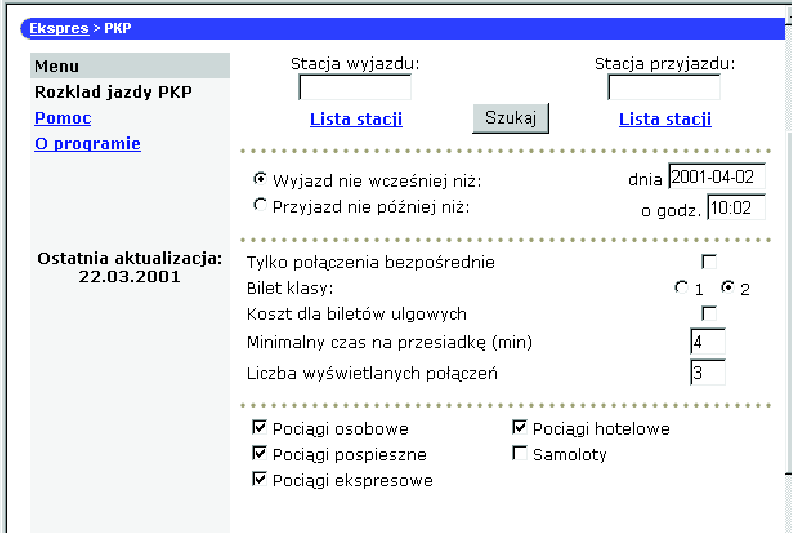 Ekspres > PKP
Menu
Rozklad jazdy PKP
Pomoc
O programie
Ostatnia aktualizacja:
22.03.2001
Stacja wyjazdu:
Stacja przyjazdu:
Lista stacji
Szukaj
Lista stacji
Wyjazd nie wcześniej niż:
dnia 2001-04-02
Przyjazd nie później niż:
o godz. 10:02
Tylko połączenia bezpośrednie
Bilet klasy: 1 2
Koszt dla biletów ulgowych
Minimalny czas na przesiadkę (min) 4
Liczba wyświetlanych połączeń 3
Pociągi osobowe
Pociągi hotelowe
Pociągi pospieszne
Samoloty
Pociągi ekspresowe